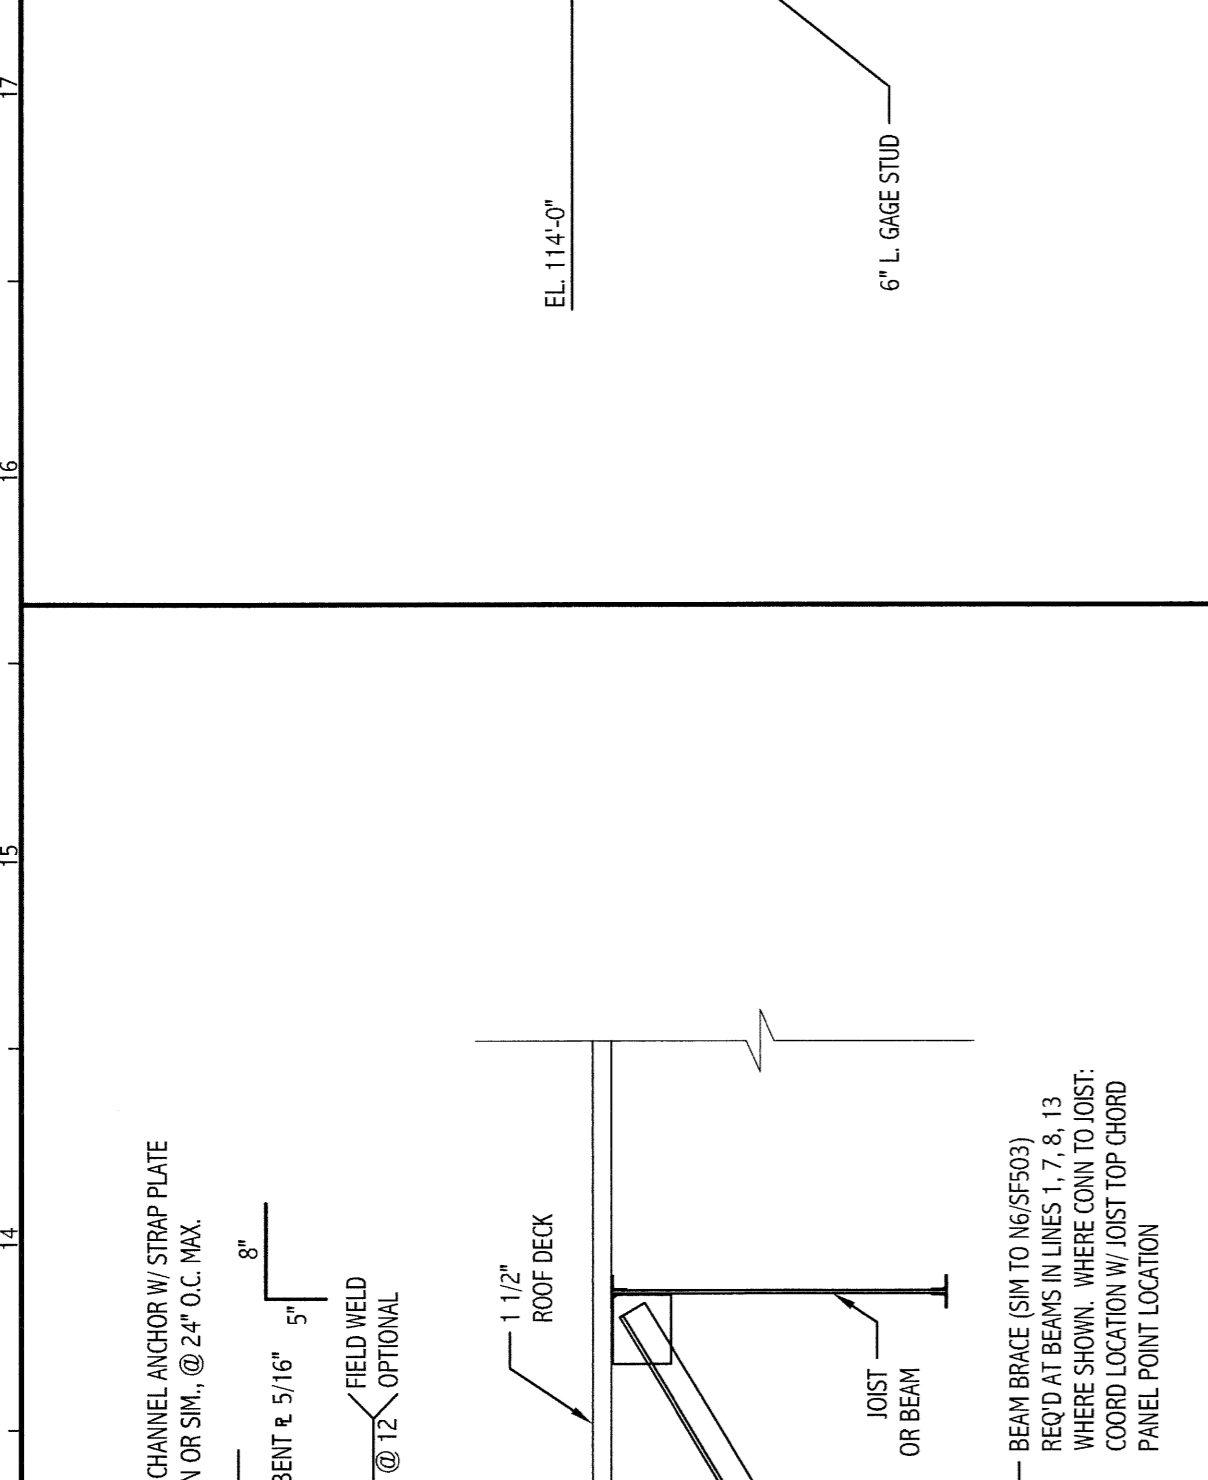 17
16
15
14
EL. 114'-0"
6" L. GAGE STUD
CHANNEL ANCHOR W/ STRAP PLATE
OR SIM., @ 24" O.C. MAX.
8"
5"
BENT ℄ 5/16"
FIELD WELD
OPTIONAL
@ 12
1 1/2"
ROOF DECK
JOIST
OR BEAM
BEAM BRACE (SIM TO N6/SF503)
REQ'D AT BEAMS IN LINES 1, 7, 8, 13
WHERE SHOWN. WHERE CONN TO JOIST:
COORD LOCATION W/ JOIST TOP CHORD
PANEL POINT LOCATION